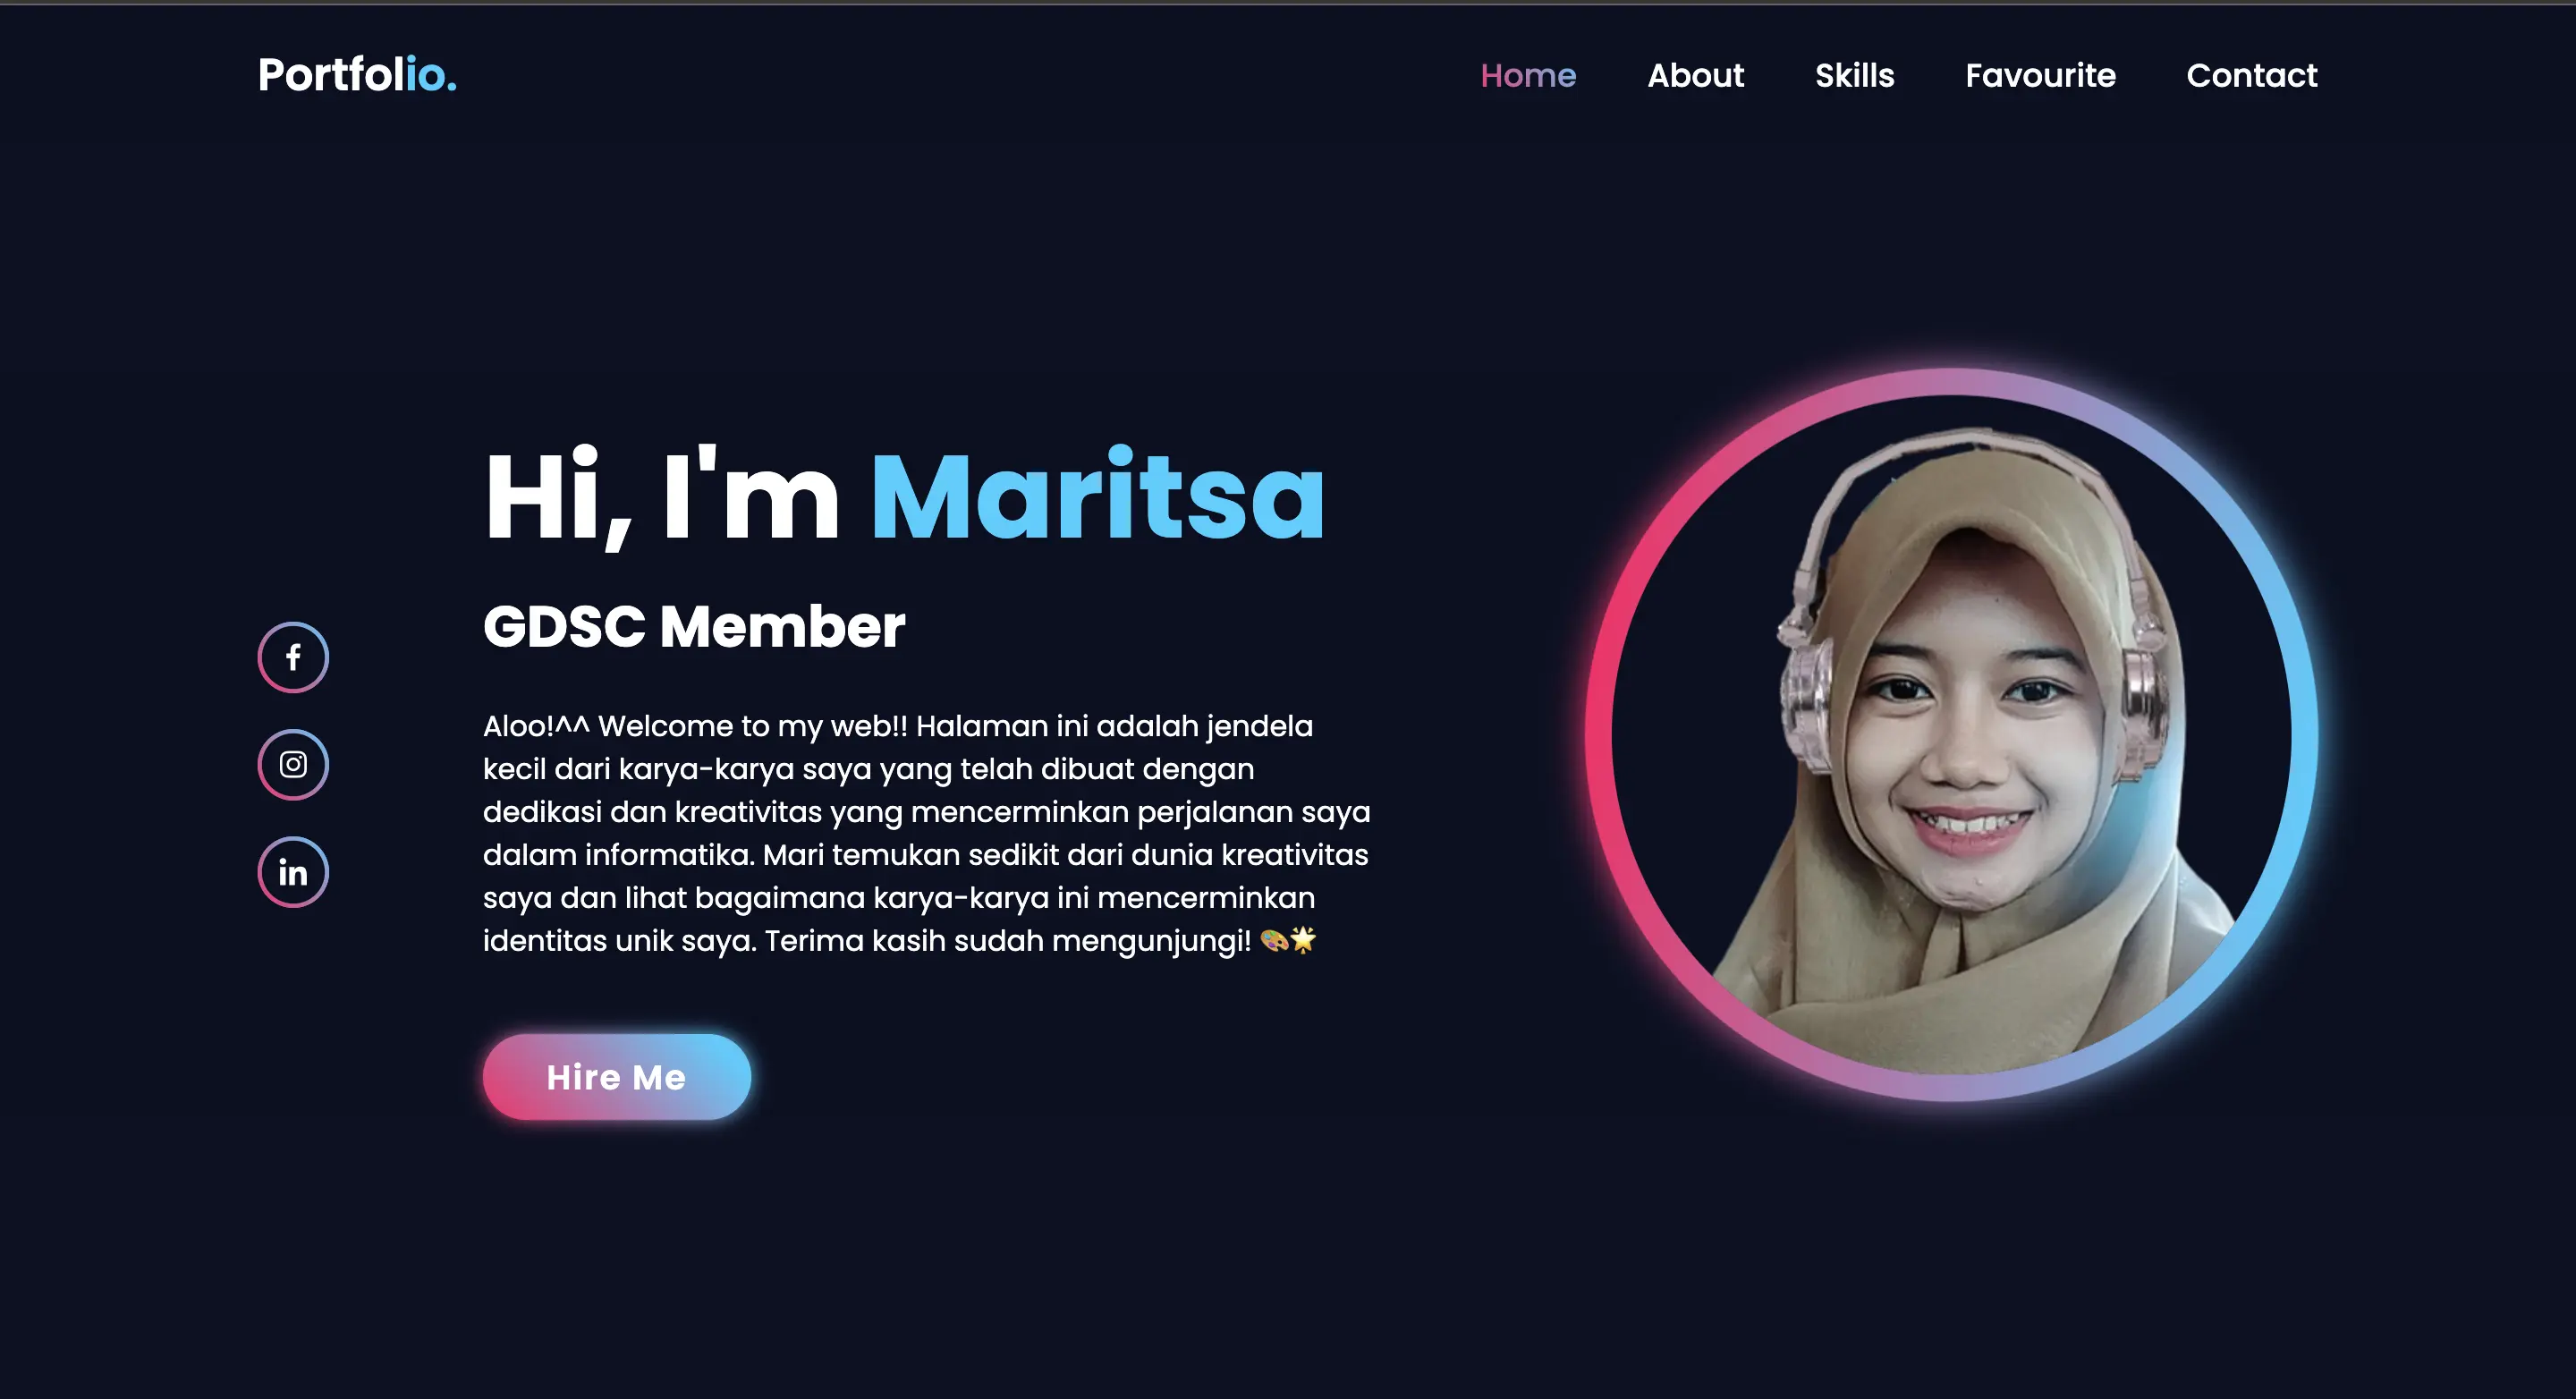 Portfolio.
Home About Skills Favourite Contact
Hi, I'm Maritsa
GDSC Member
Aloo!^^ Welcome to my web!! Halaman ini adalah jendela
kecil dari karya-karya saya yang telah dibuat dengan
dedikasi dan kreativitas yang mencerminkan perjalanan saya
dalam informatika. Mari temukan sedikit dari dunia kreativitas
saya dan lihat bagaimana karya-karya ini mencerminkan
identitas unik saya. Terima kasih sudah mengunjungi! 🎨🌟
Hire Me